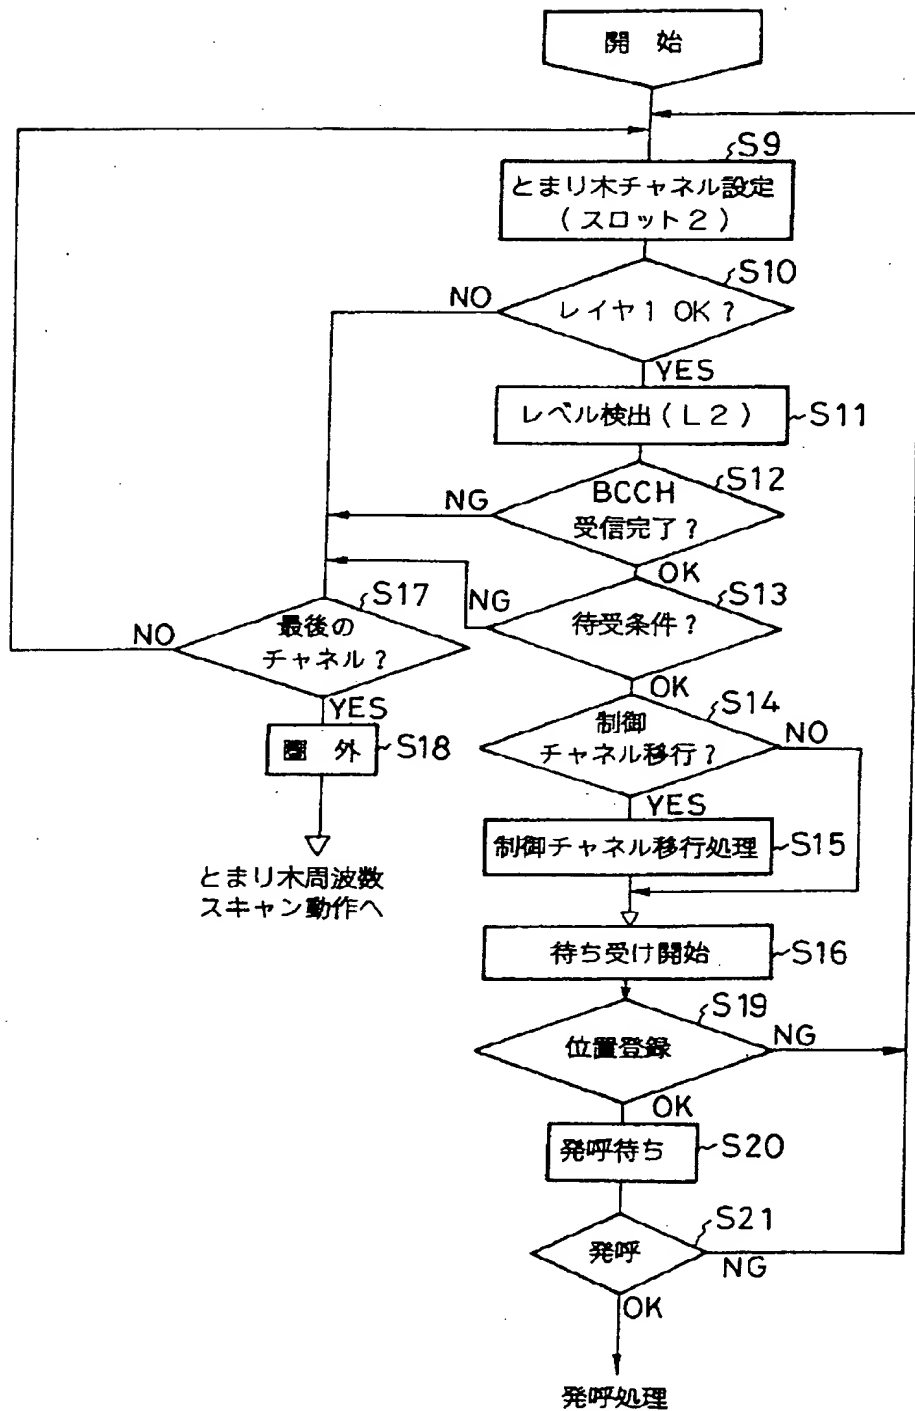 開 始
S9
とまり木チャネル設定
(スロット2)
S10
NO
レイヤ1 OK?
YES
レベル検出(L2)
S11
S12
NG
BCCH
受信完了?
OK
S13
NG
待受条件?
OK
S17
NO
最後の
チャネル?
YES
圏 外
S18
とまり木周波数
スキャン動作へ
S14
制御
チャネル移行?
NO
YES
制御チャネル移行処理
S15
待ち受け開始
S16
S19
位置登録
NG
OK
発呼待ち
S20
S21
発呼
NG
OK
発呼処理